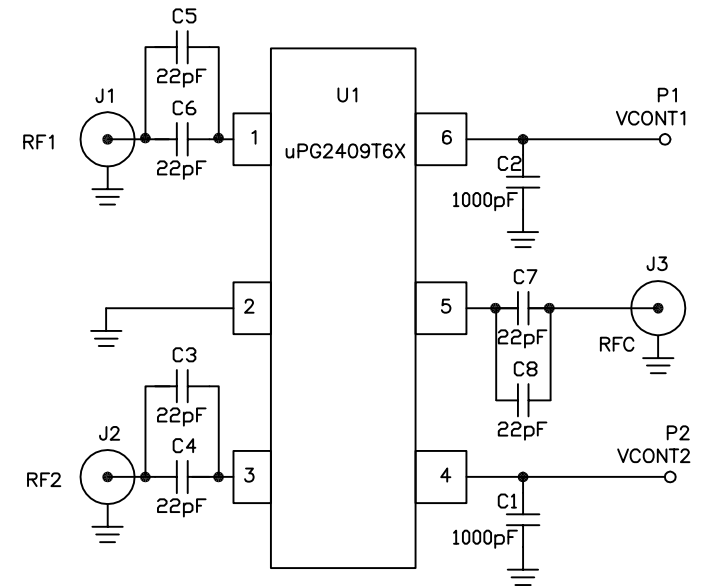 C5
22pF
J1
C6
RF1
22pF
1
U1
uPG2409T6X
6
P1
VCONT1
C2
1000pF
2
5
C7
22pF
J3
RFC
C8
22pF
C3
22pF
J2
C4
RF2
22pF
3
4
P2
VCONT2
C1
1000pF